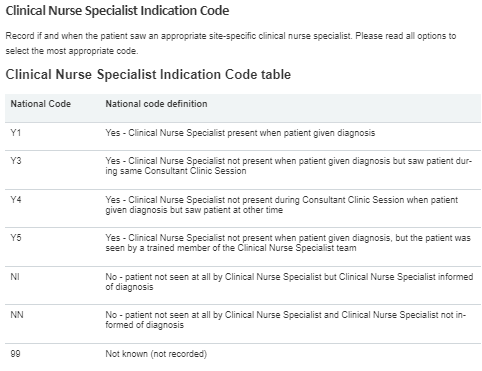 Clinical Nurse Specialist Indication Code
Record if and when the patient saw an appropriate site-specific clinical nurse specialist. Please read all options to
select the most appropriate code.
Clinical Nurse Specialist Indication Code table
National Code National code definition
Y1 Yes - Clinical Nurse Specialist present when patient given diagnosis
Y3 Yes - Clinical Nurse Specialist not present when patient given diagnosis but saw patient dur-
ing same Consultant Clinic Session
Y4 Yes - Clinical Nurse Specialist not present during Consultant Clinic Session when patient
given diagnosis but saw patient at other time
Y5 Yes - Clinical Nurse Specialist not present when patient given diagnosis, but the patient was
seen by a trained member of the Clinical Nurse Specialist team
NI No - patient not seen at all by Clinical Nurse Specialist but Clinical Nurse Specialist informed
of diagnosis
NN No - patient not seen at all by Clinical Nurse Specialist and Clinical Nurse Specialist not in-
formed of diagnosis
99 Not known (not recorded)